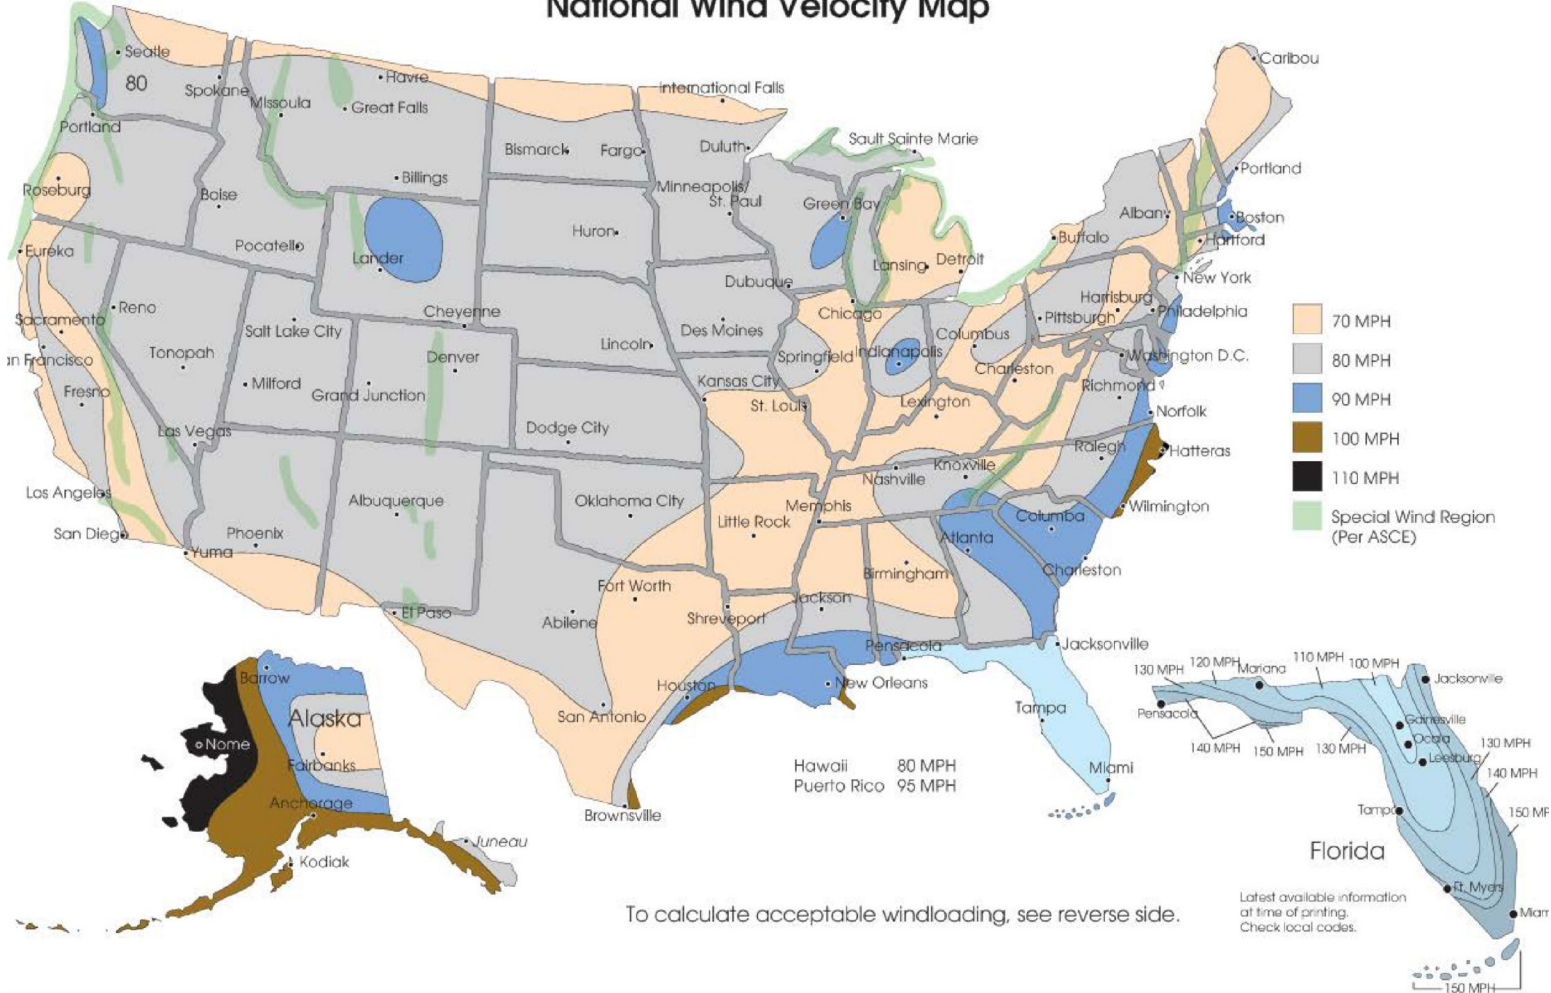 National Wind Velocity Map
Seatle
80
Spokane
Missoula
Havre
Great Falls
International Falls
Caribou
Portland
Bismarck
Fargo
Duluth
Sault Sainte Marie
Portland
Billings
Roseburg
Boise
Minneapolis/
St. Paul
Green Bay
Albany
Boston
Huron
Buffalo
Hartford
Eureka
Pocatello
Lander
Lansing
Detroit
New York
Dubuque
Reno
Cheyenne
Chicago
Harrisburg
Philadelphia
Sacramento
Salt Lake City
Des Moines
Columbus
Pittsburgh
an Francisco
Tonopah
Denver
Lincoln
Springfield
Indianapolis
Washington D.C.
Fresno
Milford
Grand Junction
Kansas City
Charleston
Richmond
St. Louis
Lexington
Norfolk
Las Vegas
Dodge City
Ralegh
Hatteras
Knoxville
Nashville
Los Angeles
Albuquerque
Oklahoma City
Memphis
Columba
Wilmington
San Diego
Phoenix
Little Rock
Atlanta
Yuma
Birmingham
Charleston
Fort Worth
El Paso
Abilene
Shreveport
Jackson
Pensacola
Jacksonville
Houston
New Orleans
San Antonio
Tampa
Miami
Brownsville
70 MPH
80 MPH
90 MPH
100 MPH
110 MPH
Special Wind Region
(Per ASCE)
Barrow
Alaska
Nome
Fairbanks
Anchorage
Juneau
Kodiak
Hawaii 80 MPH
Puerto Rico 95 MPH
To calculate acceptable windloading, see reverse side.
130 MPH
120 MPH
Mariana
110 MPH
100 MPH
Jacksonville
Pensacola
Gainesville
Ocala
Leesburg
140 MPH
150 MPH
130 MPH
130 MPH
140 MPH
150 MP
Tampa
Florida
Ft. Myers
Miam
150 MPH
Latest available information
at time of printing.
Check local codes.